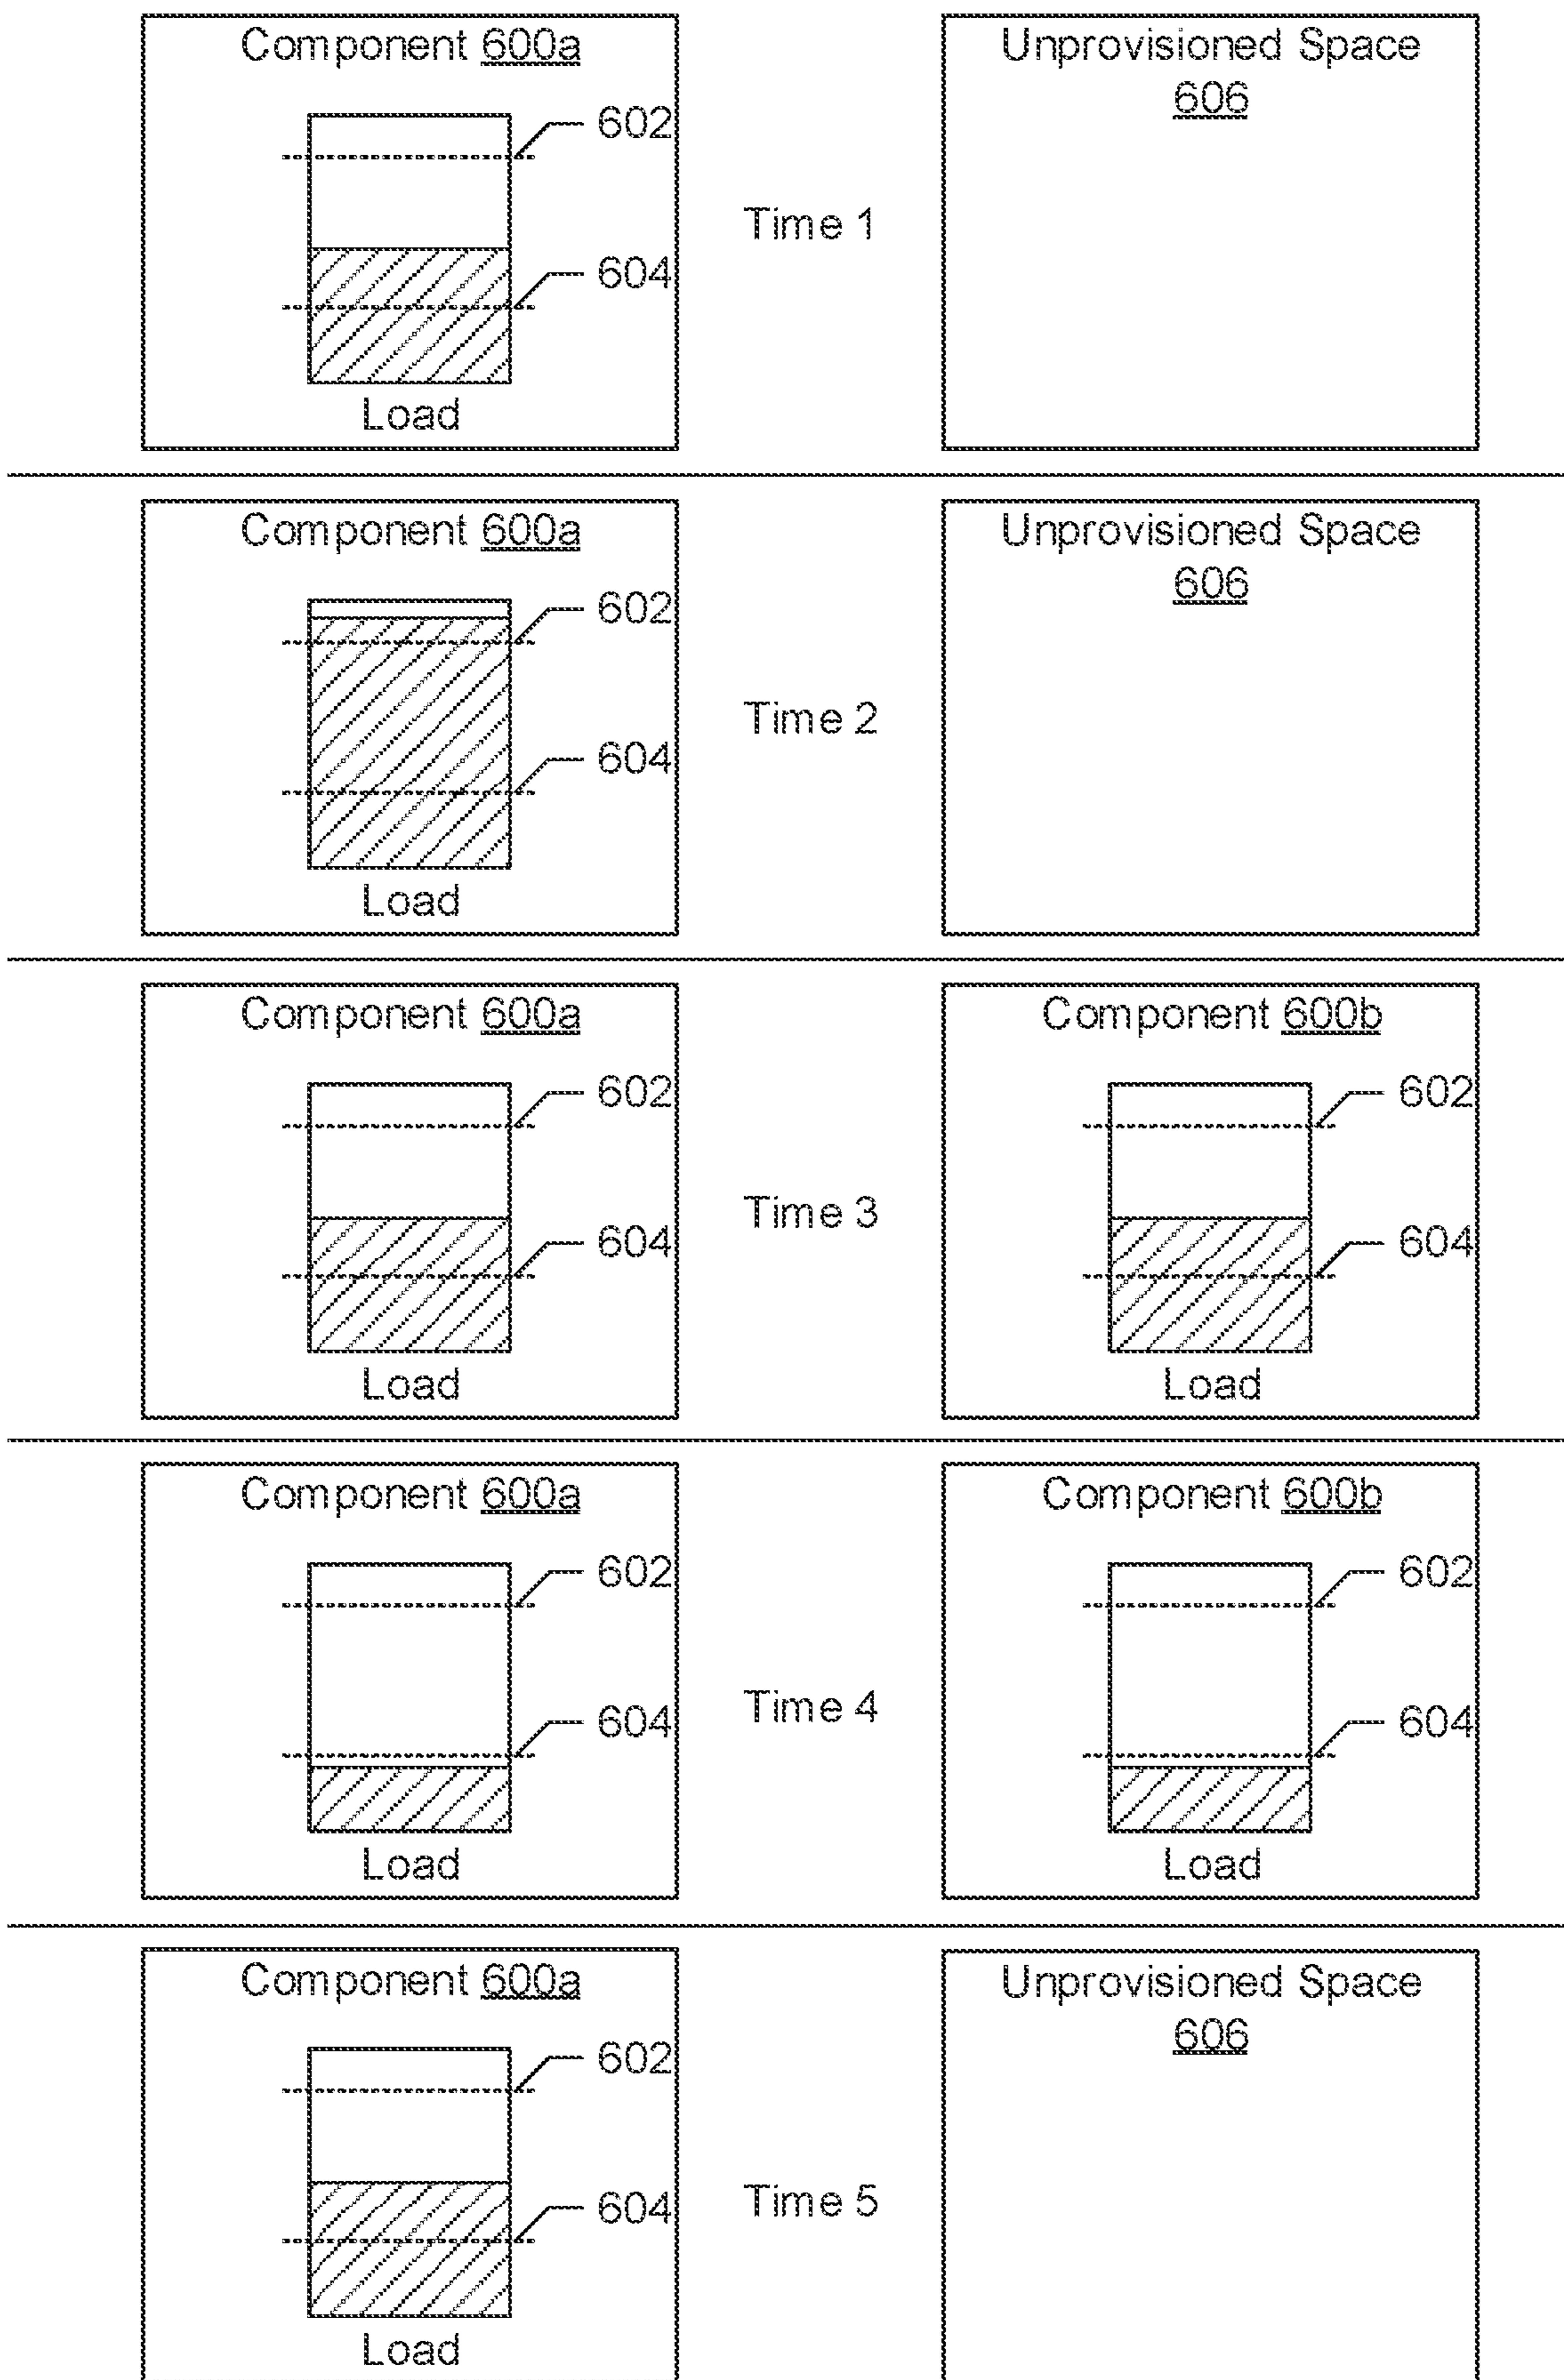 Component 600a
602
604
Load
Time 1
Unprovisioned Space
606
Component 600a
602
604
Load
Time 2
Unprovisioned Space
606
Component 600a
602
604
Load
Time 3
Component 600b
602
604
Load
Component 600a
602
604
Load
Time 4
Component 600b
602
604
Load
Component 600a
602
604
Load
Time 5
Unprovisioned Space
606